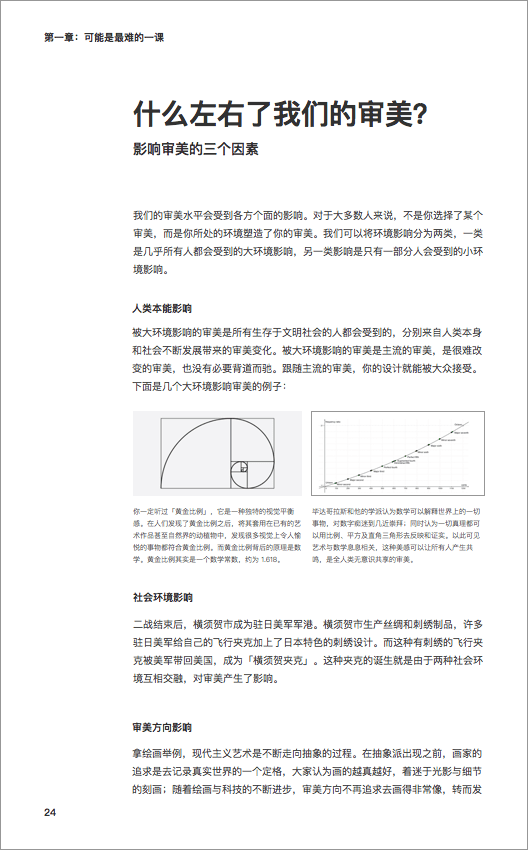 第一章：可能是最难的一课
什么左右了我们的审美?
影响审美的三个因素
我们的审美水平会受到各方个面的影响。对于大多数人来说，不是你选择了某个
审美，而是你所处的环境塑造了你的审美。我们可以将环境影响分为两类，一类
是几乎所有人都会受到的大环境影响，另一类影响是只有一部分人会受到的小环
境影响。
人类本能影响
被大环境影响的审美是所有生存于文明社会的人都会受到的，分别来自人类本身
和社会不断发展带来的审美变化。被大环境影响的审美是主流的审美，是很难改
变的审美，也没有必要背道而驰。跟随主流的审美，你的设计就能被大众接受。
下面是几个大环境影响审美的例子：
你一定听过「黄金比例」，它是一种独特的视觉平衡
感。在人们发现了黄金比例之后，将其套用在已有的艺
术作品甚至自然界的动植物中，发现很多视觉上令人愉
悦的事物都符合黄金比例。而黄金比例背后的原理是数
学。黄金比例其实是一个数学常数，约为 1.618。
毕达哥拉斯和他的学派认为数学可以解释世界上的一切
事物，对数字痴迷到几近崇拜；同时认为一切真理都可
以用比例、平方及直角三角形去反映和证实。以此可见
艺术与数学息息相关，这种美感可以让所有人产生共
鸣，是全人类无意识共享的审美。
社会环境影响
二战结束后，横须贺市成为驻日美军军港。横须贺市生产丝绸和刺绣制品，许多
驻日美军给自己的飞行夹克加上了日本特色的刺绣设计。而这种有刺绣的飞行夹
克被美军带回美国，成为「横须贺夹克」。这种夹克的诞生就是由于两种社会环
境互相交融，对审美产生了影响。
审美方向影响
拿绘画举例，现代主义艺术是不断走向抽象的过程。在抽象派出现之前，画家的
追求是去记录真实世界的一个定格，大家认为画的越真越好，着迷于光影与细节
的刻画；随着绘画与科技的不断进步，审美方向不再追求去画得非常像，转而发
24